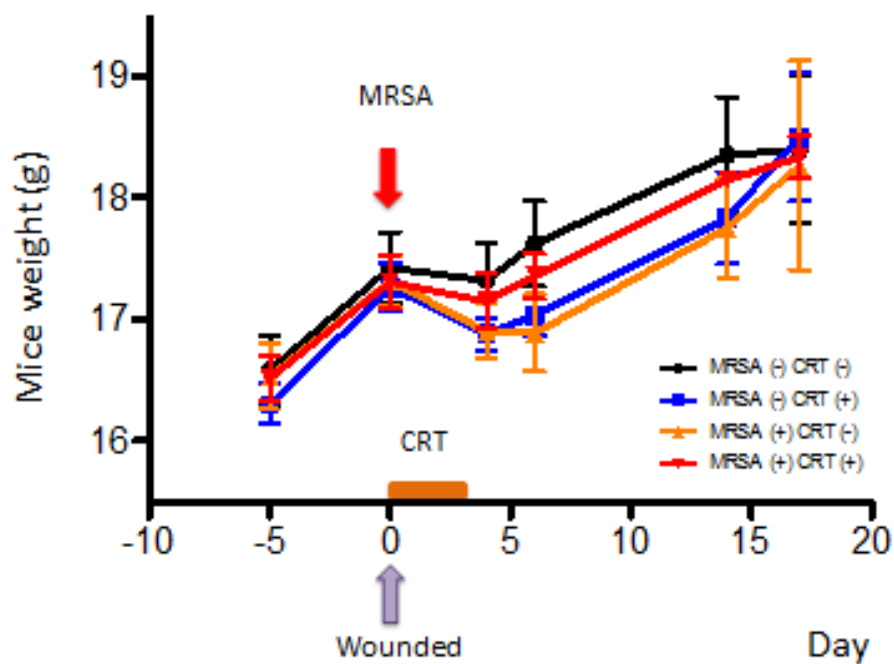 Mice weight (g)
19
18
17
16
MRSA
CRT
MRSA (-) CRT (-)
MRSA (-) CRT (+)
MRSA (+) CRT (-)
MRSA (+) CRT (+)
-10 -5 0 5 10 15 20
Wounded
Day